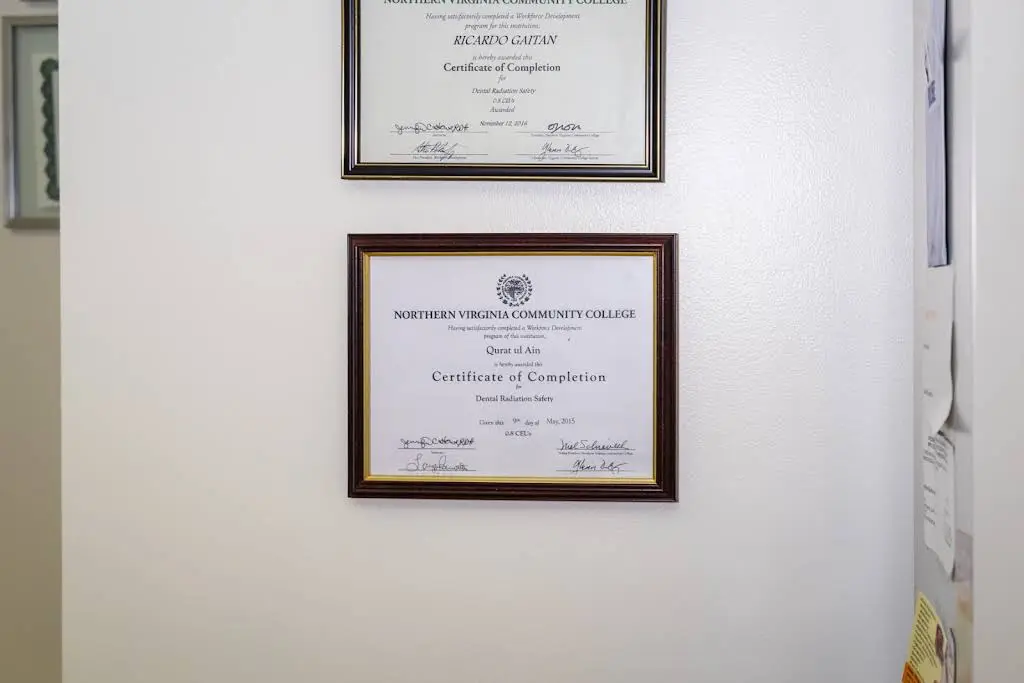 NORTHERN VIRGINIA COMMUNITY COLLEGE
Having satisfactorily completed a Workforce Development
program for this institution,
RICARDO GAITAN
is hereby awarded this
Certificate of Completion
for
Dental Radiation Safety
0.8 CEUs
Awarded
November 12, 2016
NORTHERN VIRGINIA COMMUNITY COLLEGE
Having satisfactorily completed a Workforce Development
program of this institution,
Qurat ul Ain
is hereby awarded this
Certificate of Completion
for
Dental Radiation Safety
Given this 9th day of May, 2015
0.8 CEUs